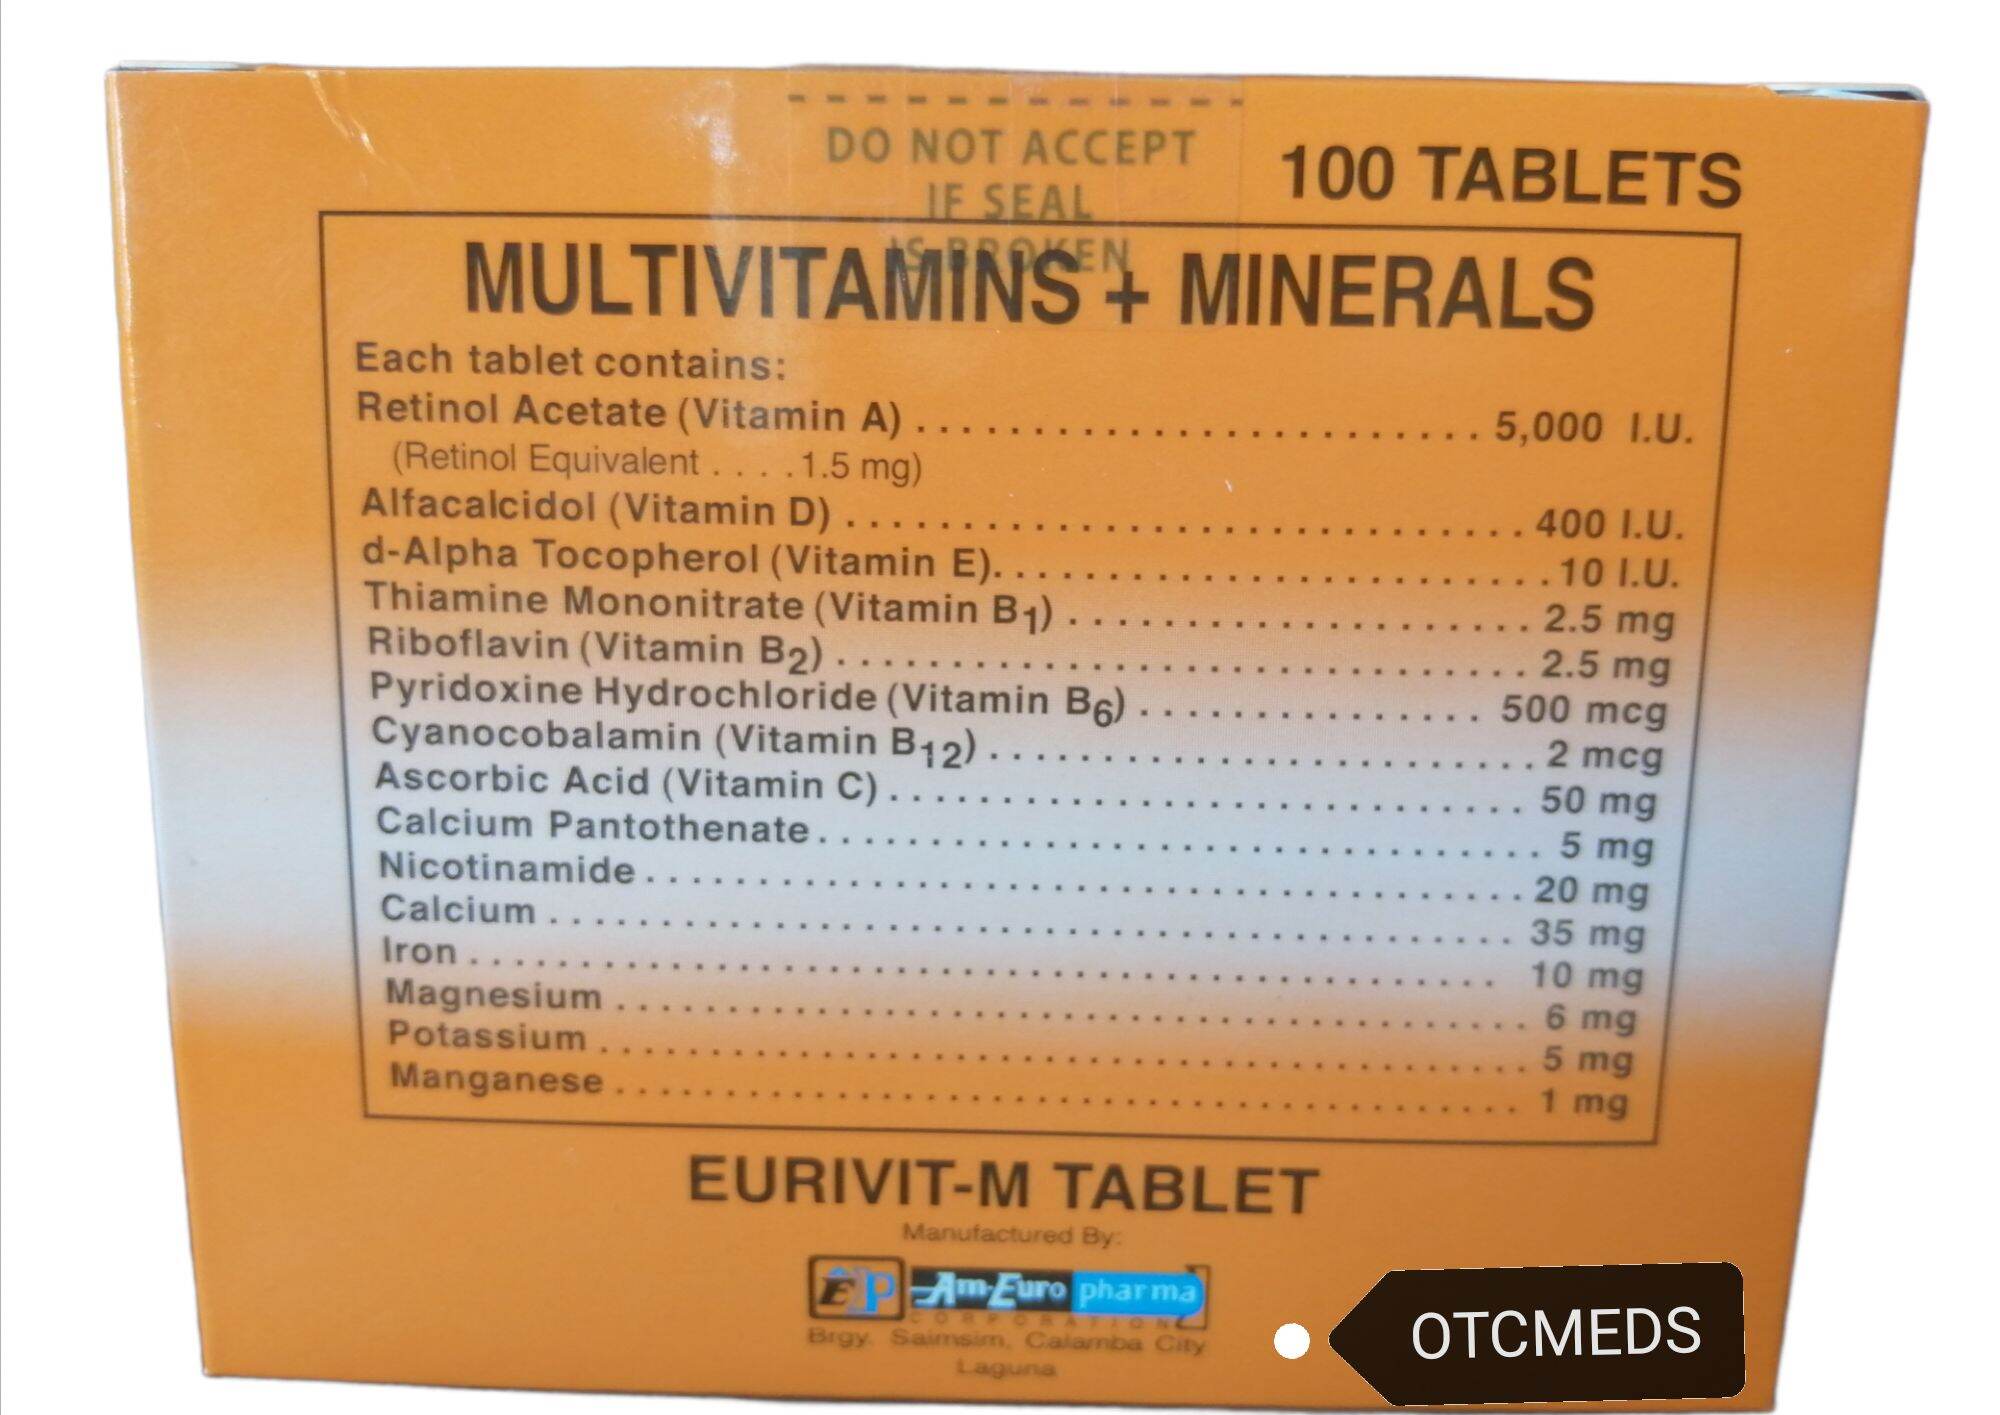 DO NOT ACCEPT
IF SEAL
IS BROKEN
100 TABLETS
MULTIVITAMINS + MINERALS
Each tablet contains:
Retinol Acetate (Vitamin A) . . . . . . . . . . . . . . . . . . . . . . . . . 5,000 I.U.
(Retinol Equivalent . . . .1.5 mg)
Alfacalcidol (Vitamin D) . . . . . . . . . . . . . . . . . . . . . . . . . . . . . . 400 I.U.
d-Alpha Tocopherol (Vitamin E). . . . . . . . . . . . . . . . . . . . . . . . .10 I.U.
Thiamine Mononitrate (Vitamin B1) . . . . . . . . . . . . . . . . . . . . . 2.5 mg
Riboflavin (Vitamin B2) . . . . . . . . . . . . . . . . . . . . . . . . . . . . . . . 2.5 mg
Pyridoxine Hydrochloride (Vitamin B6) . . . . . . . . . . . . . . . 500 mcg
Cyanocobalamin (Vitamin B12) . . . . . . . . . . . . . . . . . . . . . . . . 2 mcg
Ascorbic Acid (Vitamin C) . . . . . . . . . . . . . . . . . . . . . . . . . . . . 50 mg
Calcium Pantothenate . . . . . . . . . . . . . . . . . . . . . . . . . . . . . . . . 5 mg
Nicotinamide . . . . . . . . . . . . . . . . . . . . . . . . . . . . . . . . . . . . . . . 20 mg
Calcium . . . . . . . . . . . . . . . . . . . . . . . . . . . . . . . . . . . . . . . . . . . 35 mg
Iron . . . . . . . . . . . . . . . . . . . . . . . . . . . . . . . . . . . . . . . . . . . . . . 10 mg
Magnesium . . . . . . . . . . . . . . . . . . . . . . . . . . . . . . . . . . . . . . . . 6 mg
Potassium . . . . . . . . . . . . . . . . . . . . . . . . . . . . . . . . . . . . . . . . . 5 mg
Manganese . . . . . . . . . . . . . . . . . . . . . . . . . . . . . . . . . . . . . . . . 1 mg
EURIVIT-M TABLET
Manufactured By:
EP Am-Euro pharma
CORPORATION
Brgy. Saimsim, Calamba City
Laguna
OTCMEDS